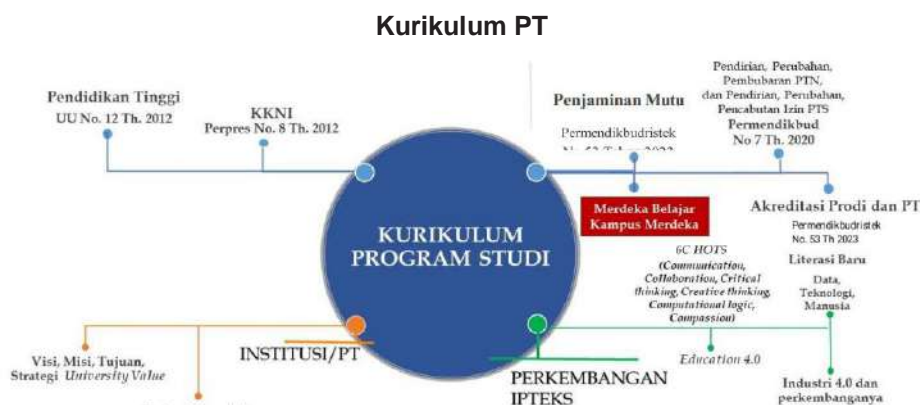 Kurikulum PT
Pendidikan Tinggi
UU No. 12 Th. 2012
KKNI
Perpres No. 8 Th. 2012
Penjaminan Mutu
Permendikbudristek
Pendirian, Perubahan,
Pembubaran PTN,
dan Pendirian, Perubahan,
Pencabutan Izin PTS
Permendikbud
No 7 Th. 2020
Merdeka Belajar
Kampus Merdeka
Akreditasi Prodi dan PT
Permendikbudristek
No. 53 Th 2023
KURIKULUM
PROGRAM STUDI
6C HOTS
(Communication,
Collaboration, Critical
thinking, Creative thinking,
Computational logic,
Compassion)
Literasi Baru
Data,
Teknologi,
Manusia
INSTITUSI/PT
Visi, Misi, Tujuan,
Strategi University Value
PERKEMBANGAN
IPTEKS
Education 4.0
Industri 4.0 dan
perkembanganya